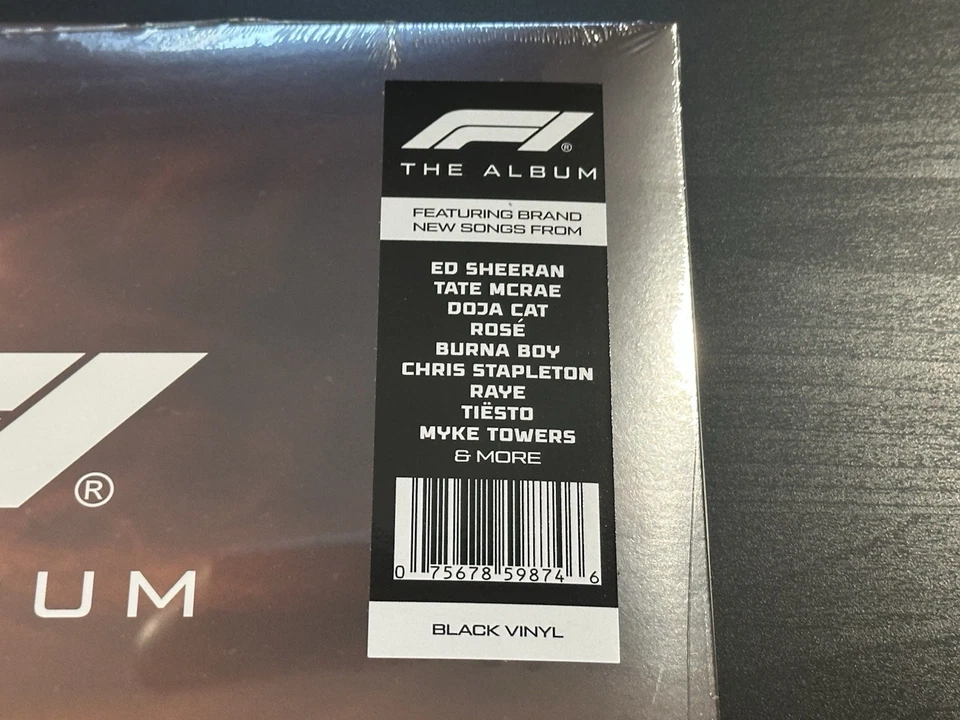 F1®
THE ALBUM
FEATURING BRAND
NEW SONGS FROM
ED SHEERAN
TATE MCRAE
DOJA CAT
ROSÉ
BURNA BOY
CHRIS STAPLETON
RAYE
TIËSTO
MYKE TOWERS
& MORE
0 75678 59874 6
BLACK VINYL
®
UM